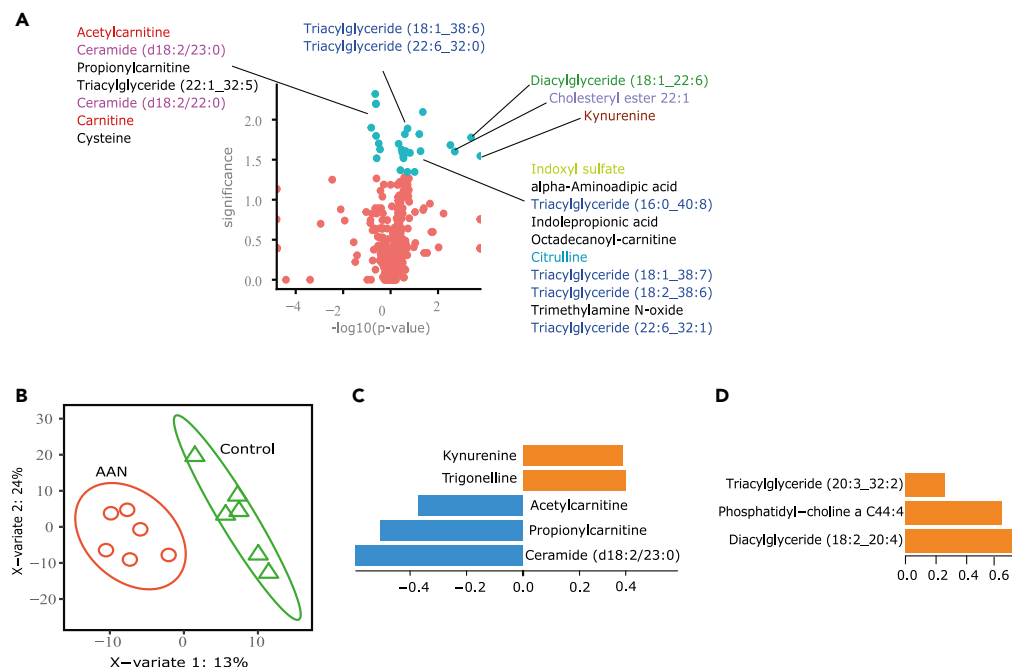 A
Acetylcarnitine
Ceramide (d18:2/23:0)
Propionylcarnitine
Triacylglyceride (22:1_32:5)
Ceramide (d18:2/22:0)
Carnitine
Cysteine
Triacylglyceride (18:1_38:6)
Triacylglyceride (22:6_32:0)
Diacylglyceride (18:1_22:6)
Cholesteryl ester 22:1
Kynurenine
Indoxyl sulfate
alpha-Aminoadipic acid
Triacylglyceride (16:0_40:8)
Indolepropionic acid
Octadecanoyl-carnitine
Citrulline
Triacylglyceride (18:1_38:7)
Triacylglyceride (18:2_38:6)
Trimethylamine N-oxide
Triacylglyceride (22:6_32:1)
significance
2.0
1.5
1.0
0.5
0.0
−4 −2 0 2
-log10(p-value)
B
X−variate 2: 24%
30
20
10
0
−10
−20
AAN
Control
−10 0 10
X−variate 1: 13%
C
Kynurenine
Trigonelline
Acetylcarnitine
Propionylcarnitine
Ceramide (d18:2/23:0)
−0.4 0.0 0.4
D
Triacylglyceride (20:3_32:2)
Phosphatidyl−choline a C44:4
Diacylglyceride (18:2_20:4)
0.0 0.2 0.4 0.6